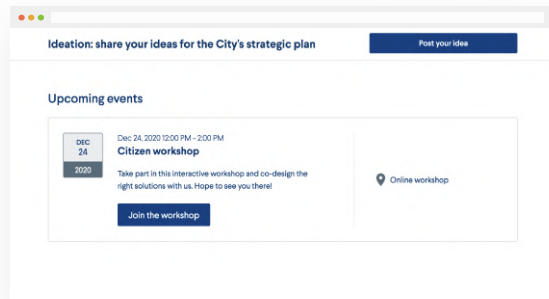 Ideation: share your ideas for the City's strategic plan
Post your idea
Upcoming events
DEC
24
2020
Dec 24, 2020 12:00 PM - 2:00 PM
Citizen workshop
Take part in this interactive workshop and co-design the
right solutions with us. Hope to see you there!
Join the workshop
Online workshop